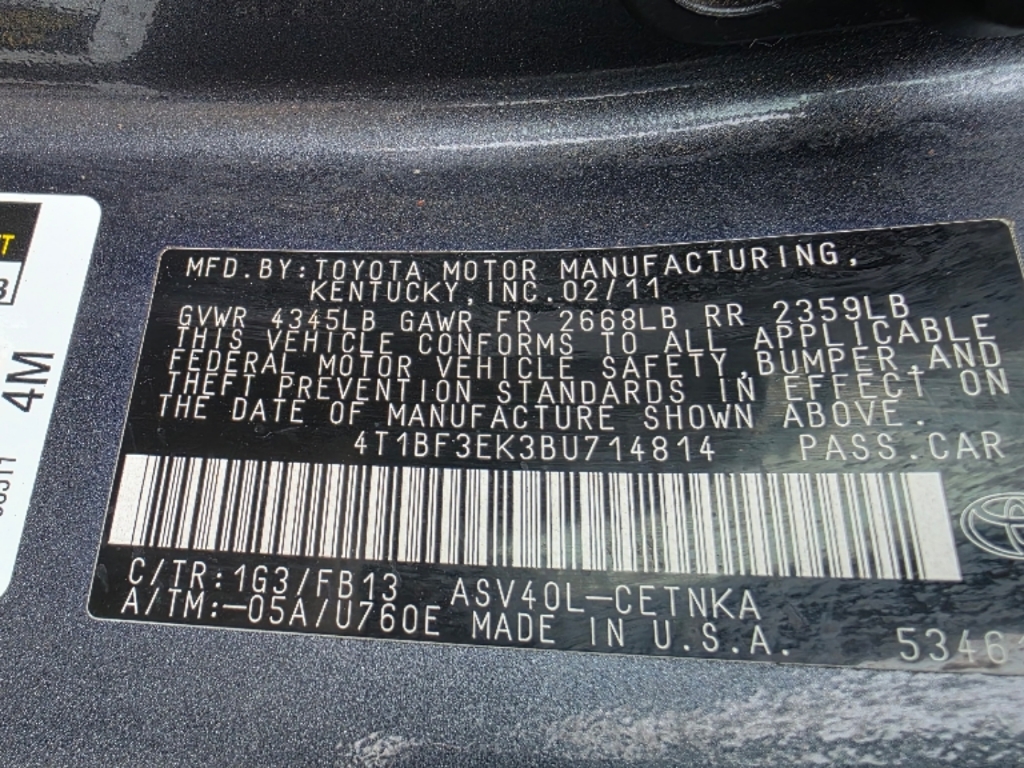 MFD.BY:TOYOTA MOTOR MANUFACTURING,
KENTUCKY,INC.02/11
GVWR 4345LB GAWR FR 2668LB RR 2359LB
THIS VEHICLE CONFORMS TO ALL APPLICABLE
FEDERAL MOTOR VEHICLE SAFETY,BUMPER,AND
THEFT PREVENTION STANDARDS IN EFFECT ON
THE DATE OF MANUFACTURE SHOWN ABOVE.
4T1BF3EK3BU714814 PASS.CAR
C/TR:1G3/FB13 ASV40L-CETNKA
A/TM:-05A/U760E MADE IN U.S.A.
4M